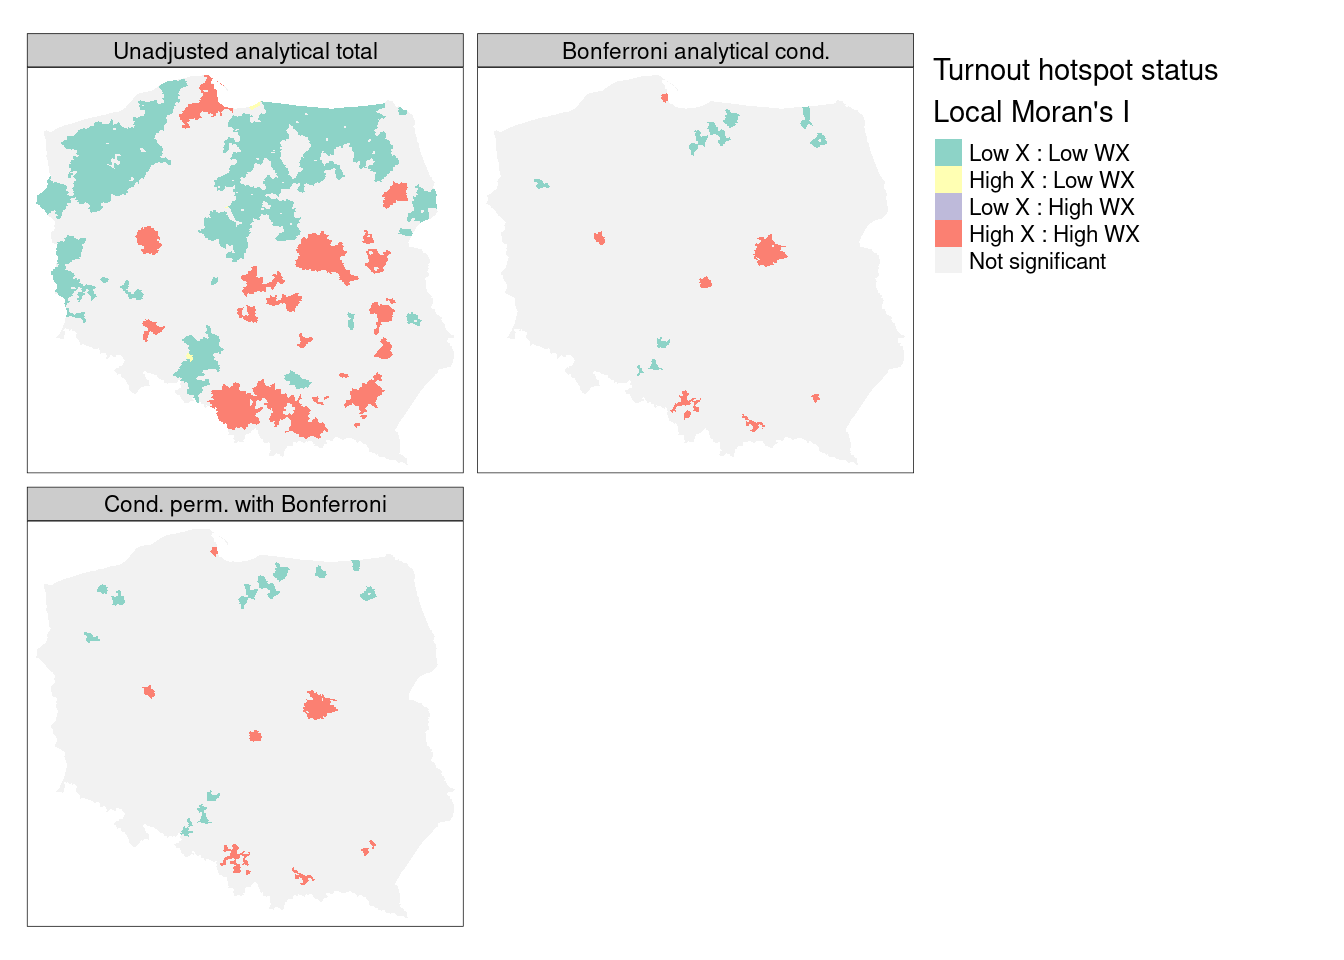 Unadjusted analytical total
Bonferroni analytical cond.
Turnout hotspot status
Local Moran's I
Low X : Low WX
High X : Low WX
Low X : High WX
High X : High WX
Not significant
Cond. perm. with Bonferroni